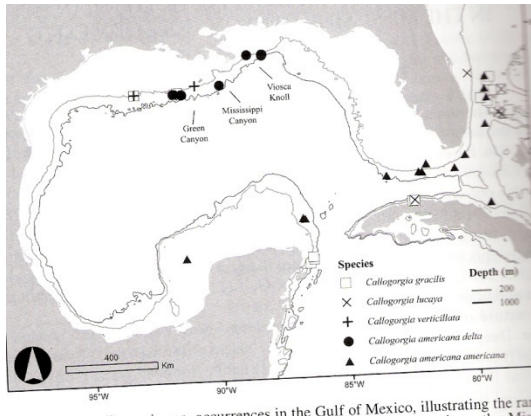 Viosca
Knoll
Mississippi
Canyon
Green
Canyon
Species
Depth (m)
Callogorgia gracilis
200
Callogorgia lucaya
1000
Callogorgia verticillata
Callogorgia americana delta
Callogorgia americana americana
400
Km
95°W
90°W
85°W
80°W
occurrences in the Gulf of Mexico, illustrating the